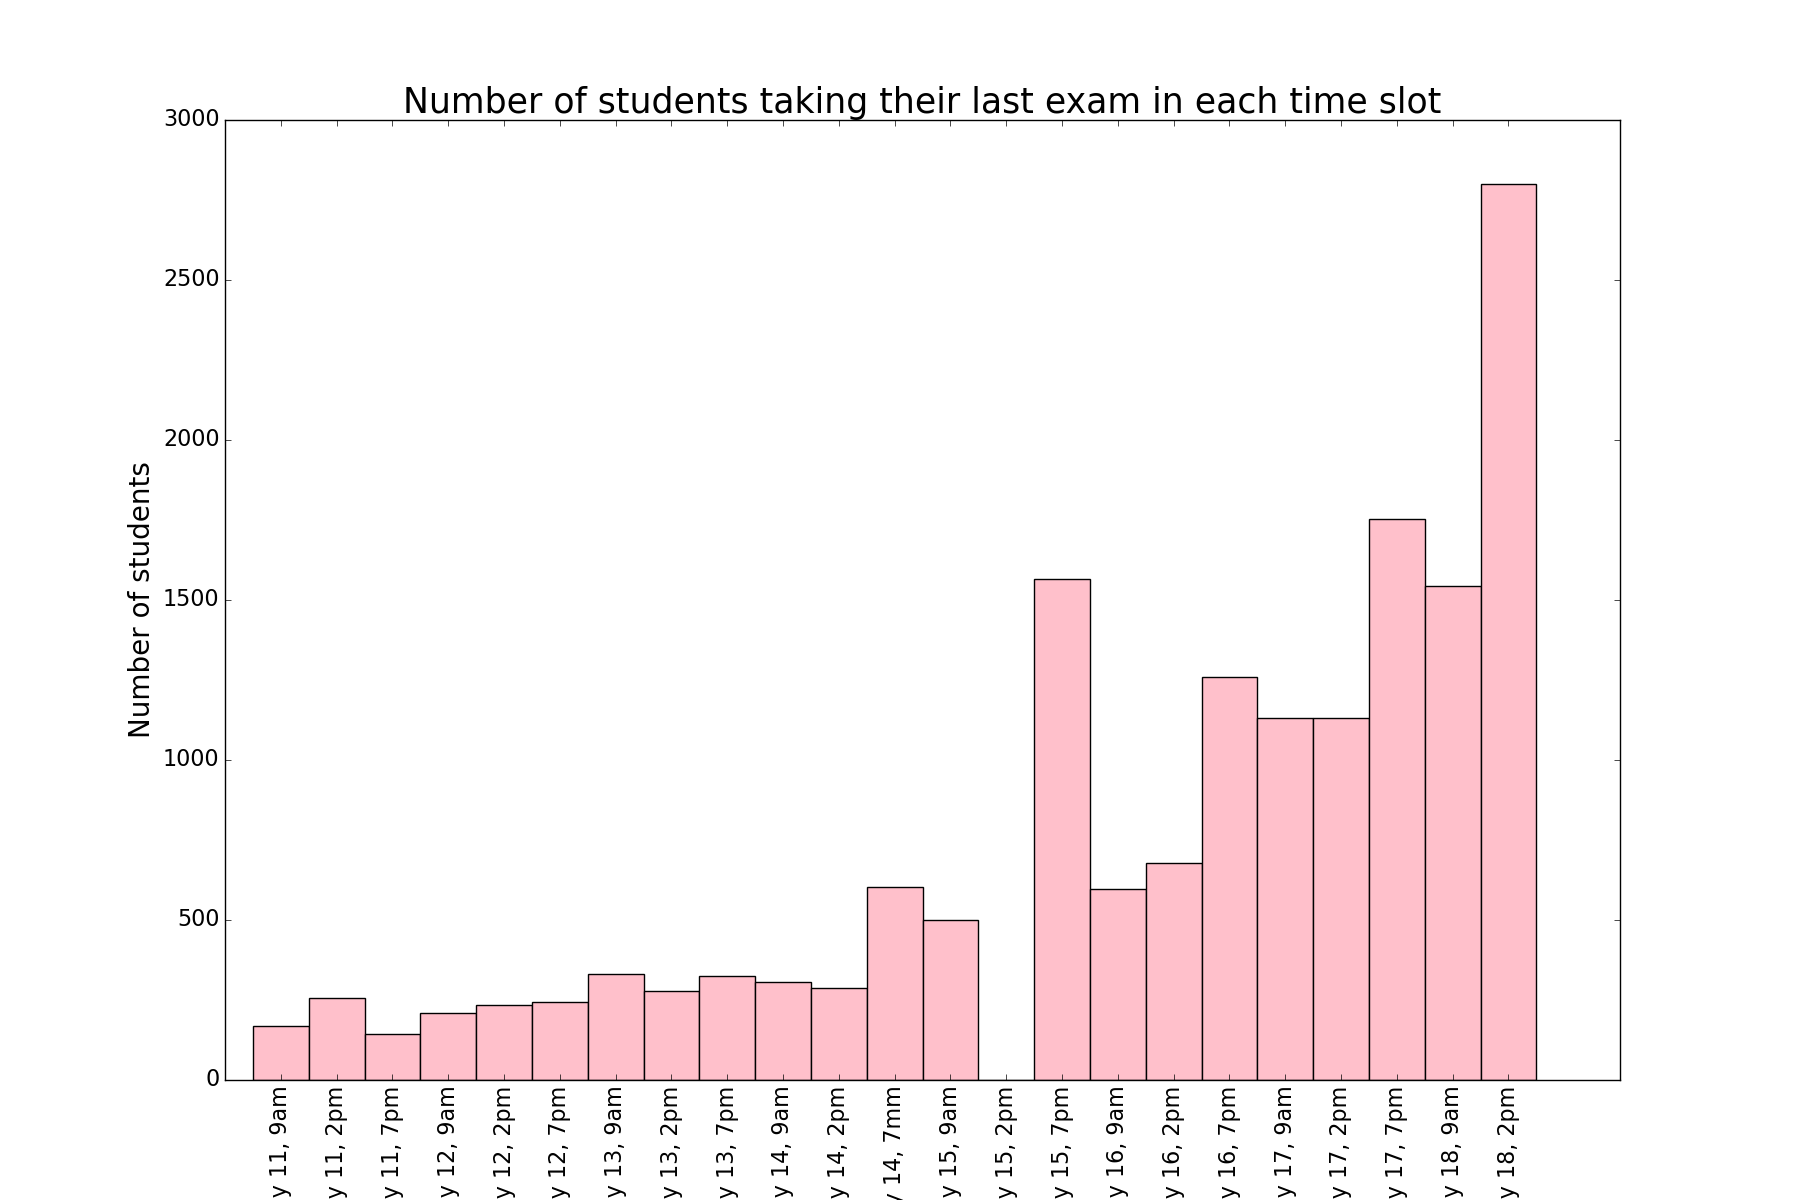 Number of students taking their last exam in each time slot
Number of students
3000
2500
2000
1500
1000
500
0
y 11, 9am
y 11, 2pm
y 11, 7pm
y 12, 9am
y 12, 2pm
y 12, 7pm
y 13, 9am
y 13, 2pm
y 13, 7pm
y 14, 9am
y 14, 2pm
y 14, 7mm
y 15, 9am
y 15, 2pm
y 15, 7pm
y 16, 9am
y 16, 2pm
y 16, 7pm
y 17, 9am
y 17, 2pm
y 17, 7pm
y 18, 9am
y 18, 2pm